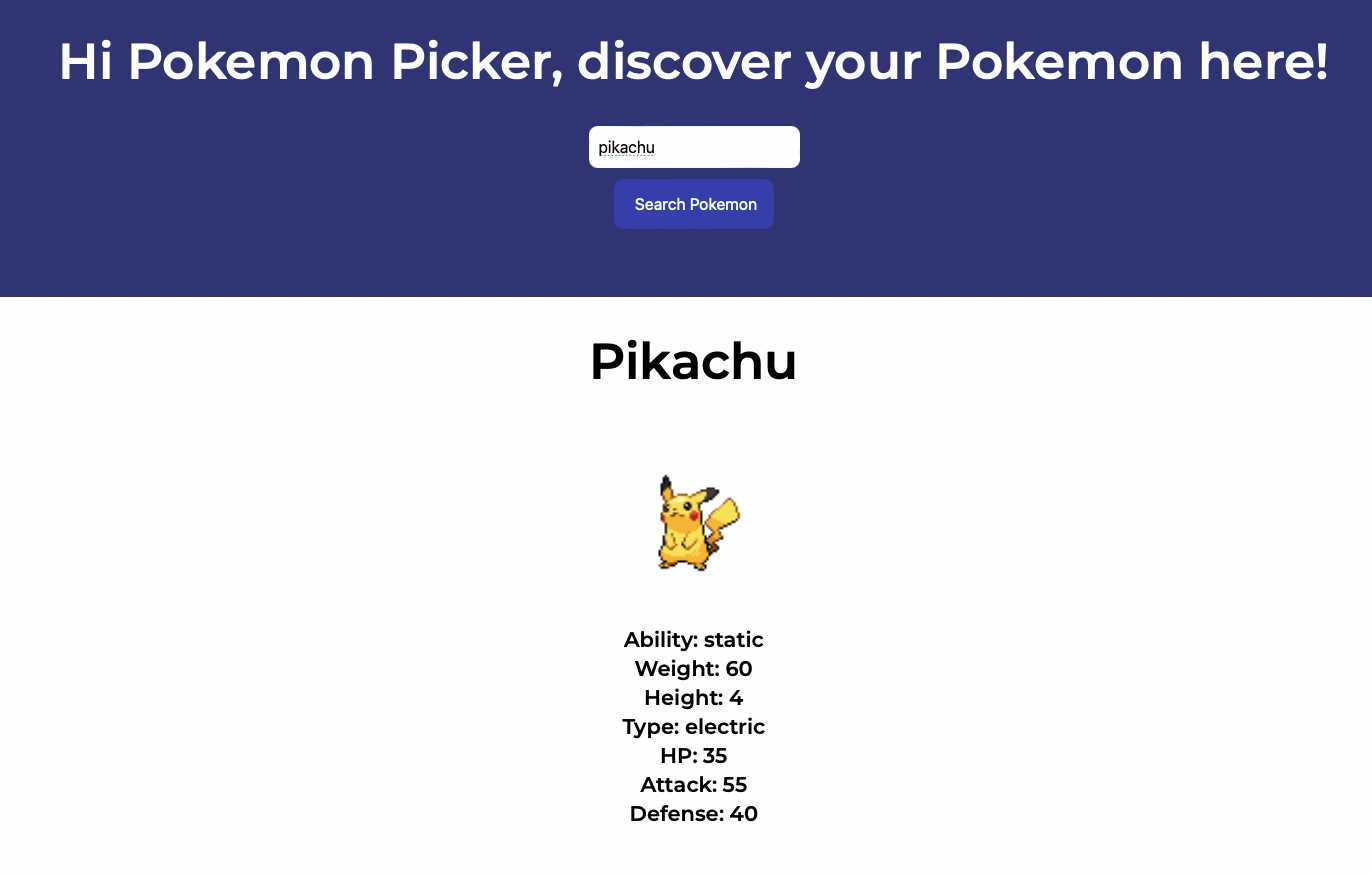 Hi Pokemon Picker, discover your Pokemon here!
pikachu
Search Pokemon
Pikachu
Ability: static
Weight: 60
Height: 4
Type: electric
HP: 35
Attack: 55
Defense: 40